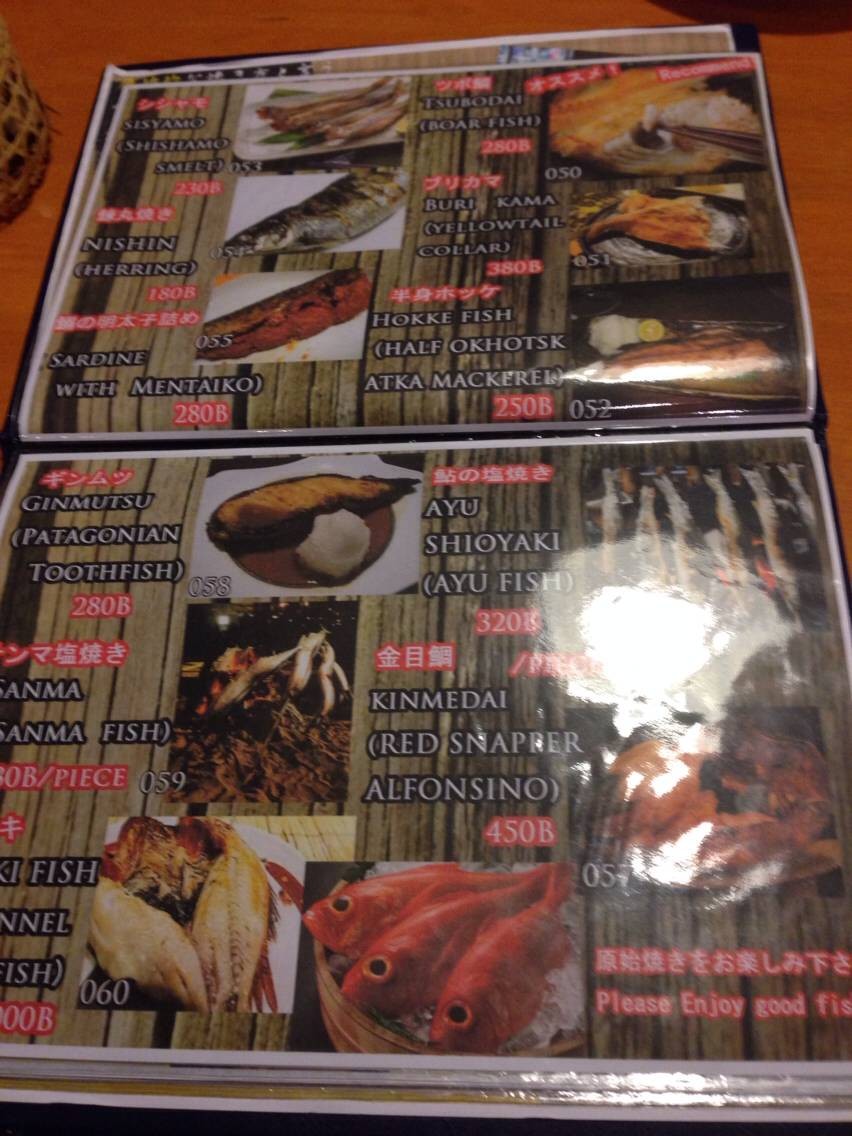 シシャモ
SISYAMO
(SHISHAMO
SMELT) 053
230B
鰊丸焼き
NISHIN
(HERRING)
054
180B
鰯の明太子詰め
055
SARDINE
WITH MENTAIKO)
280B
ツボ鯛
オススメ!
Recommend
TSUBODAI
(BOAR FISH)
280B
050
ブリカマ
BURI KAMA
(YELLOWTAIL
COLLAR)
380B
051
半身ホッケ
HOKKE FISH
(HALF OKHOTSK
ATKA MACKEREL)
250B
052
ギンムツ
GINMUTSU
(PATAGONIAN
TOOTHFISH)
058
280B
鮎の塩焼き
AYU
SHIOYAKI
(AYU FISH)
320B
/PIECE
ンマ塩焼き
SANMA
SANMA FISH)
80B/PIECE
059
金目鯛
KINMEDAI
(RED SNAPPER
ALFONSINO)
450B
057
キ
KI FISH
NNEL
FISH)
060
000B
原始焼きをお楽しみ下さ
Please Enjoy good fis